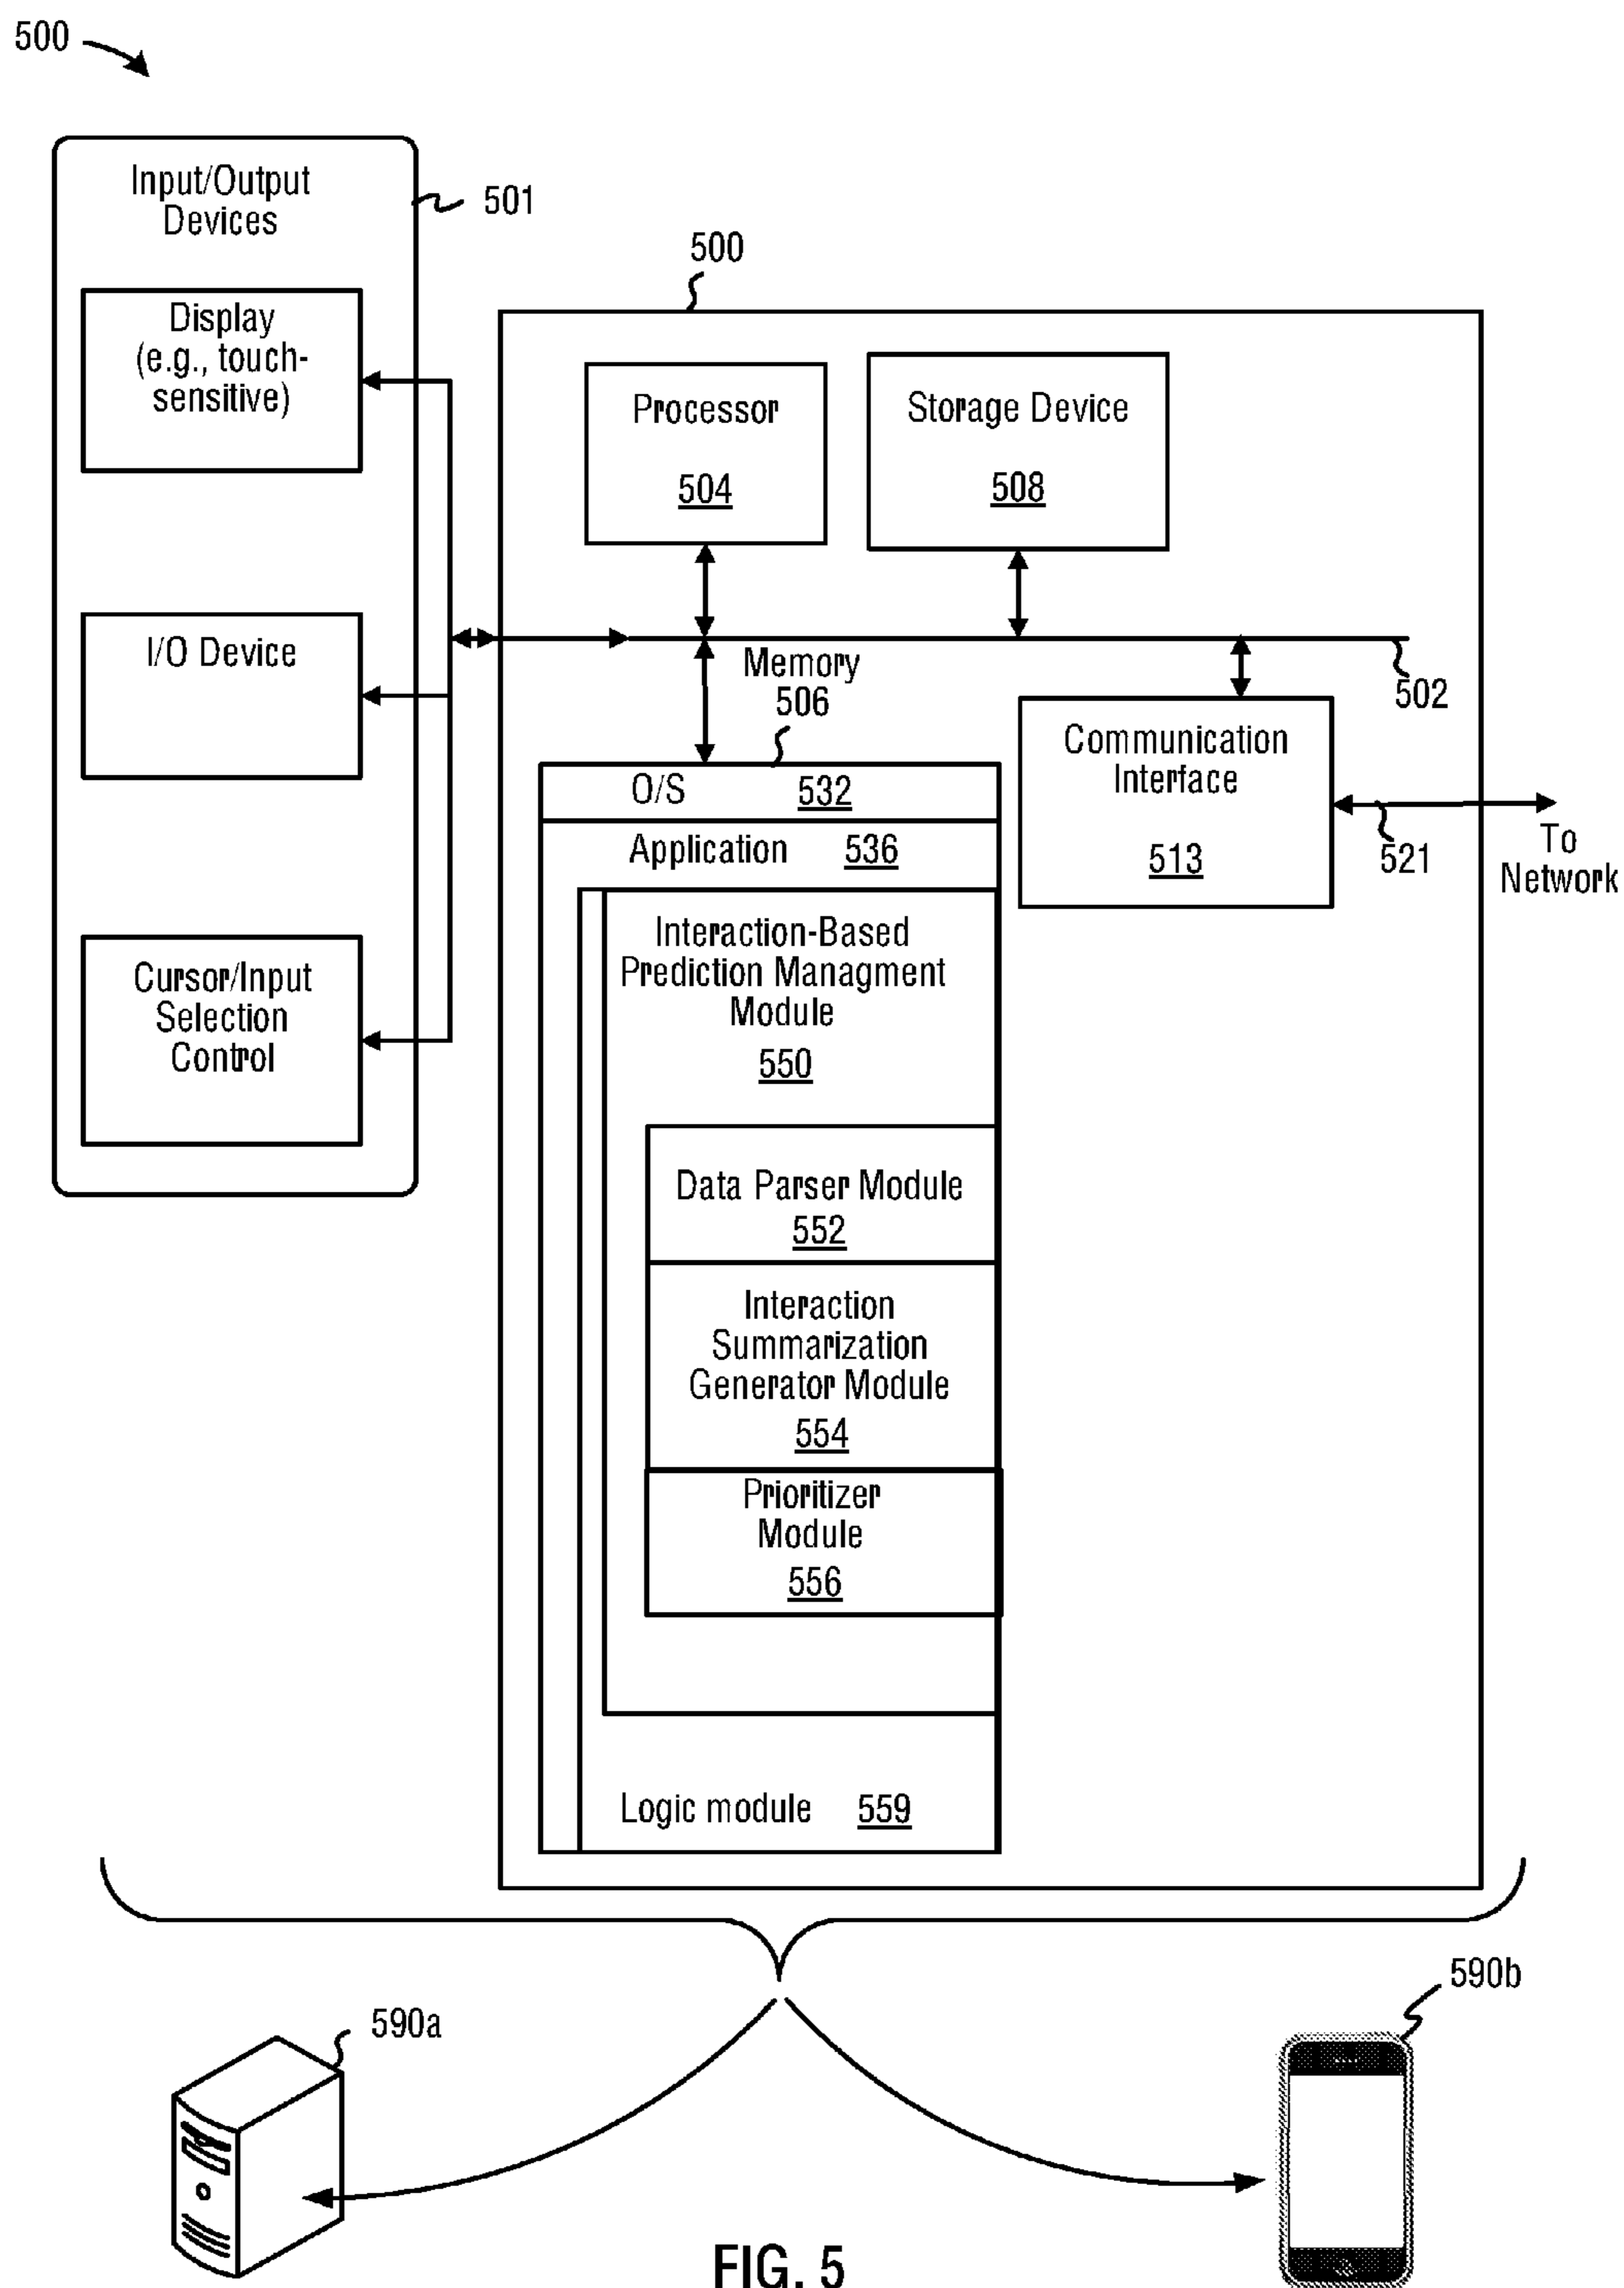 500
Input/Output
Devices
501
Display
(e.g., touch-
sensitive)
I/O Device
Cursor/Input
Selection
Control
500
Processor
504
Storage Device
508
502
Memory
506
Communication
Interface
513
521
To
Network
O/S 532
Application 536
Interaction-Based
Prediction Managment
Module
550
Data Parser Module
552
Interaction
Summarization
Generator Module
554
Prioritizer
Module
556
Logic module 559
590a
590b
FIG. 5